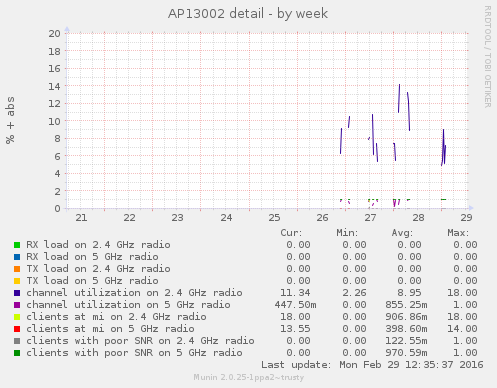 AP13002 detail - by week
RRDTOOL / TOBI OETIKER
% + abs
20
18
16
14
12
10
8
6
4
2
0
21 22 23 24 25 26 27 28 29
Cur: Min: Avg: Max:
RX load on 2.4 GHz radio 0.00 0.00 0.00 0.00
RX load on 5 GHz radio 0.00 0.00 0.00 0.00
TX load on 2.4 GHz radio 0.00 0.00 0.00 0.00
TX load on 5 GHz radio 0.00 0.00 0.00 0.00
channel utilization on 2.4 GHz radio 11.34 2.26 8.95 18.00
channel utilization on 5 GHz radio 447.50m 0.00 855.25m 1.00
clients at mi on 2.4 GHz radio 18.00 0.00 906.86m 18.00
clients at mi on 5 GHz radio 13.55 0.00 398.60m 14.00
clients with poor SNR on 2.4 GHz radio 0.00 0.00 122.55m 1.00
clients with poor SNR on 5 GHz radio 0.00 0.00 970.59m 1.00
Last update: Mon Feb 29 12:35:37 2016
Munin 2.0.25-1ppa2~trusty